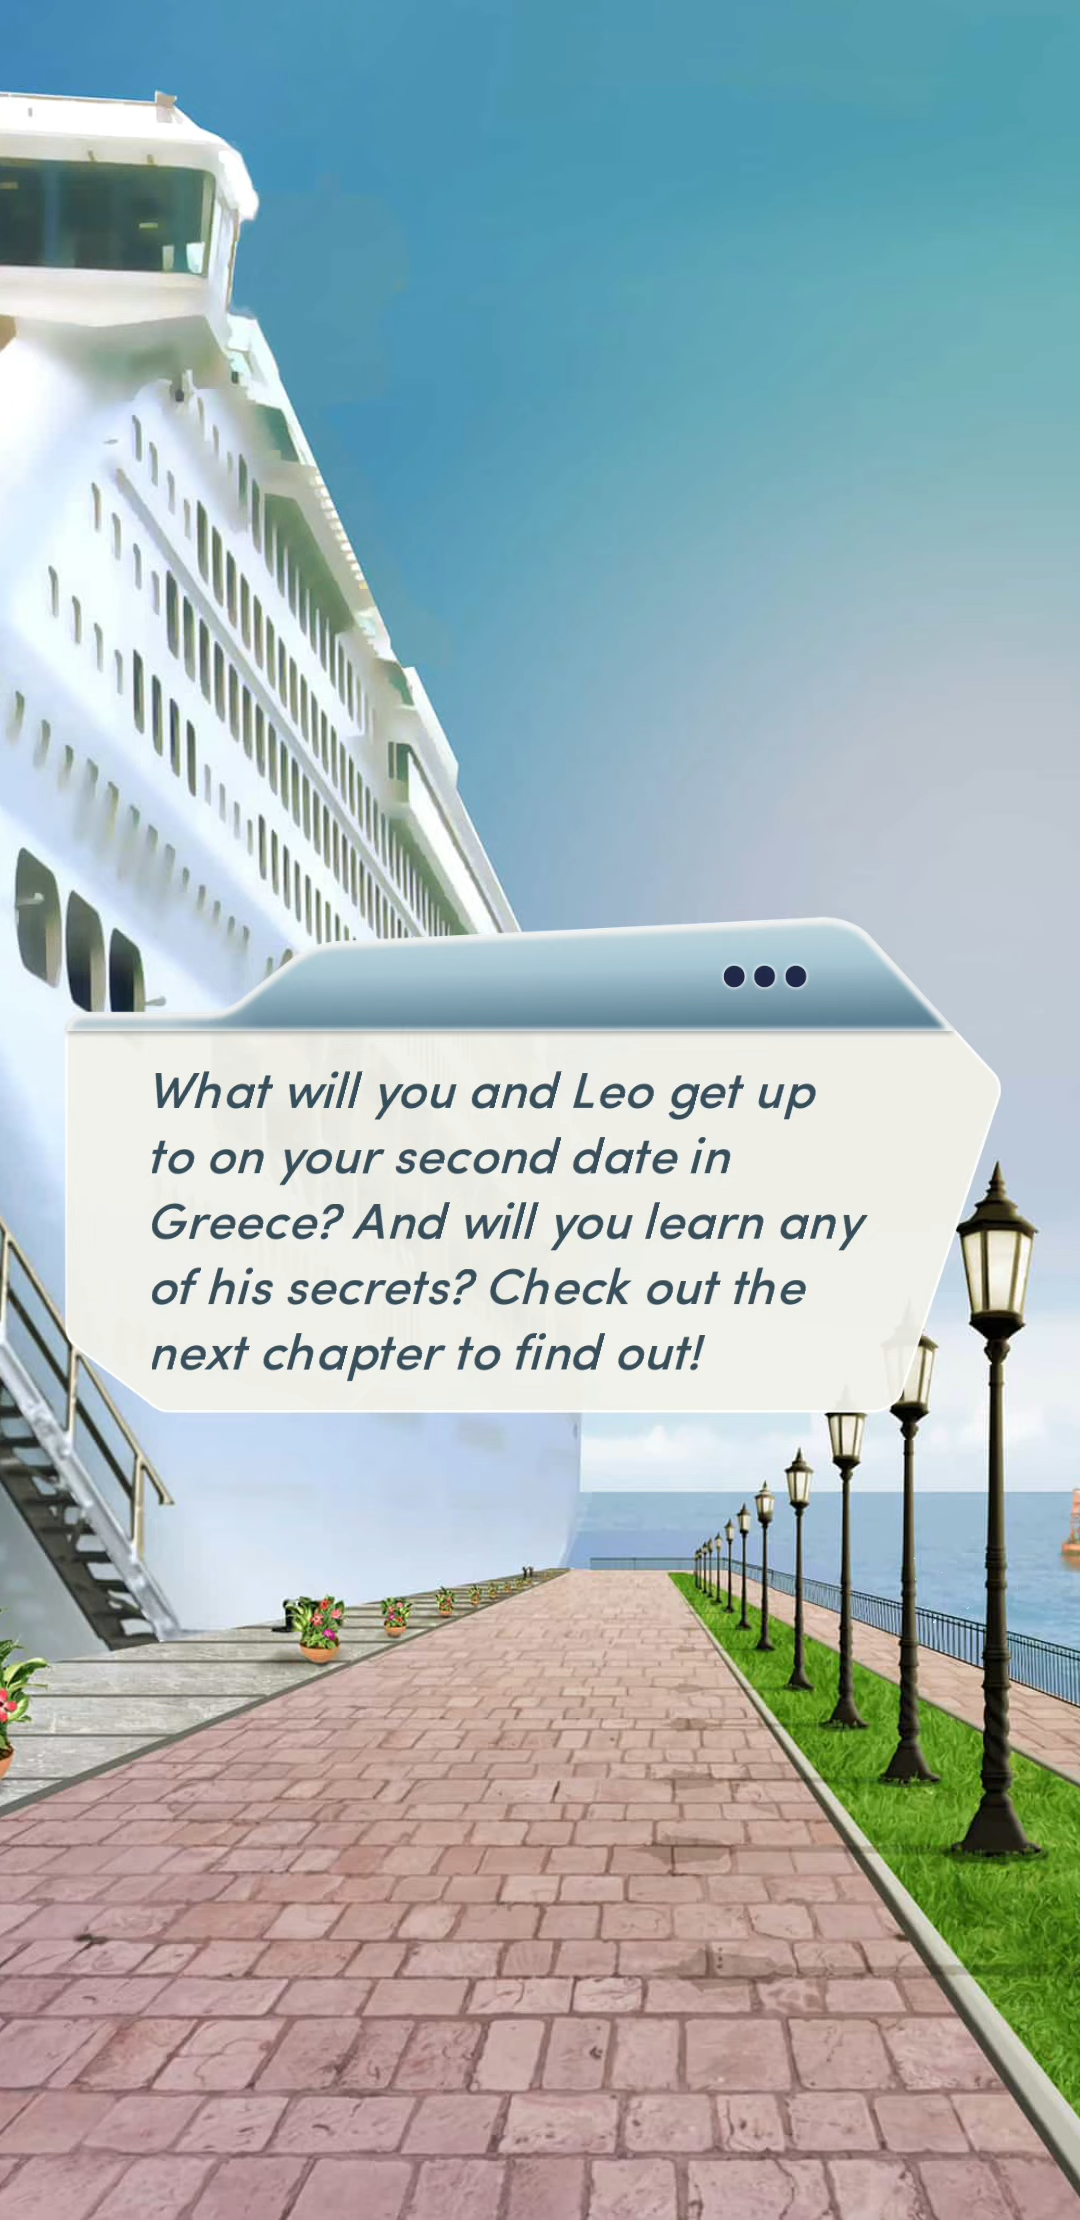 What will you and Leo get up
to on your second date in
Greece? And will you learn any
of his secrets? Check out the
next chapter to find out!